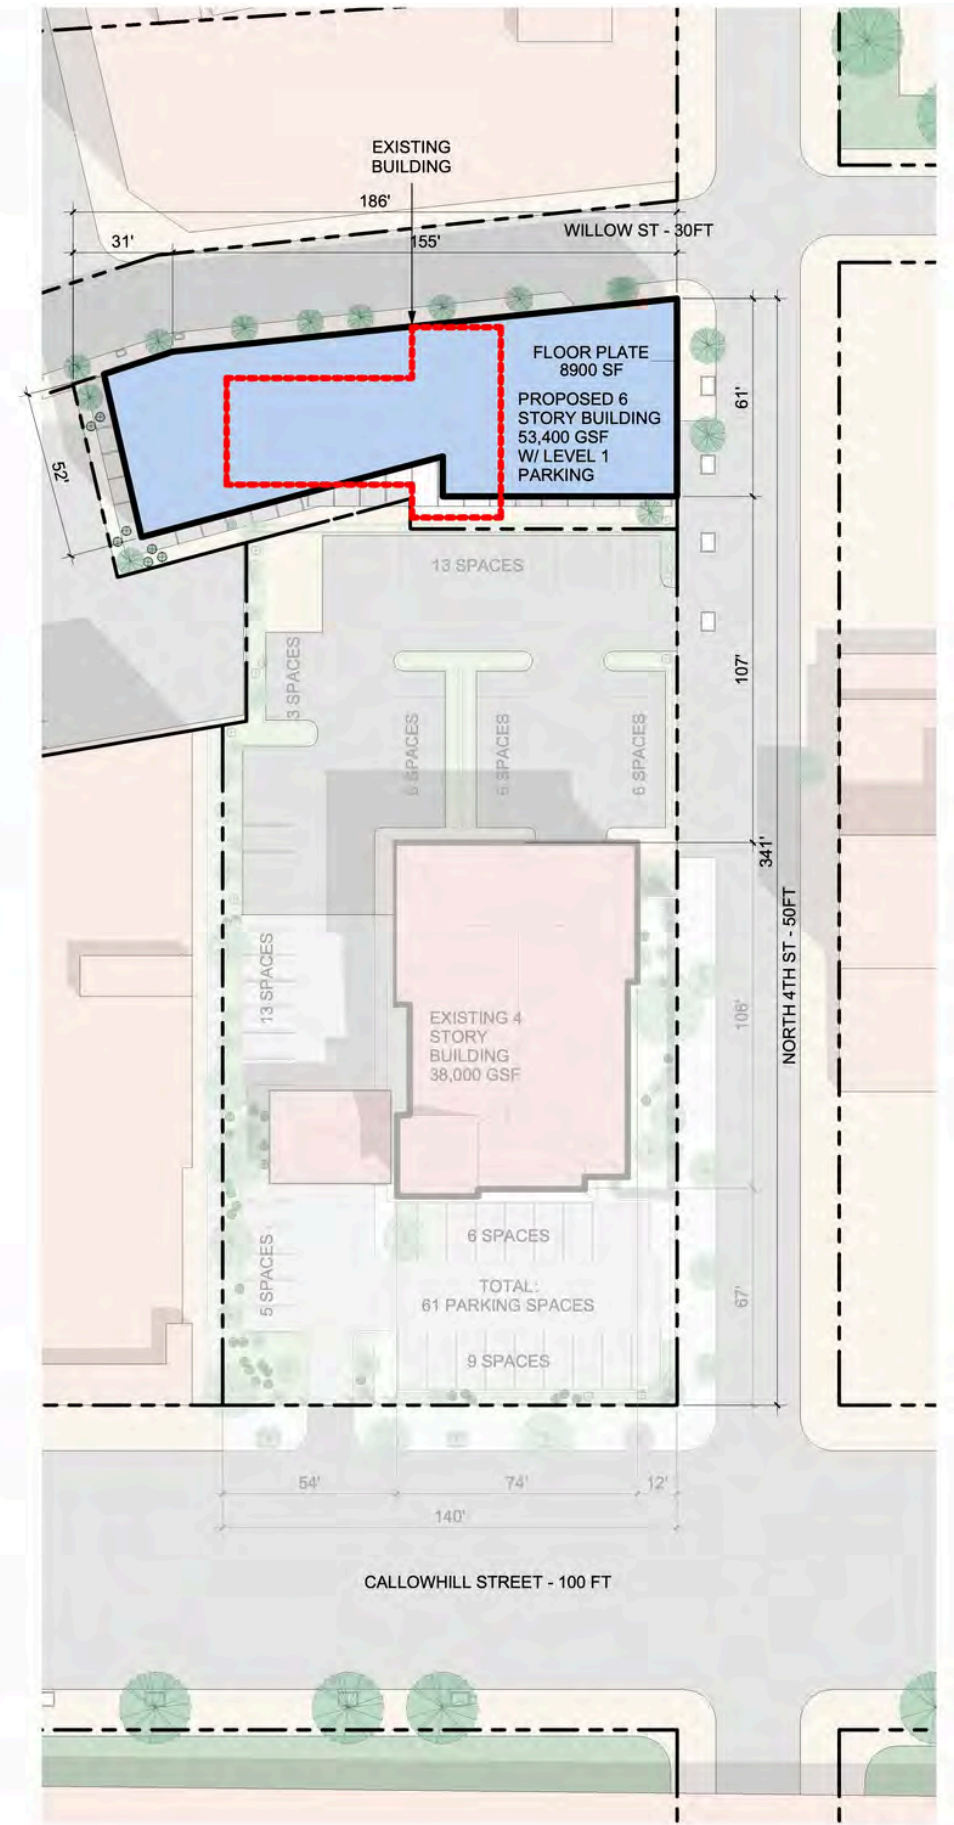 EXISTING
BUILDING
186'
WILLOW ST - 30FT
31'
155'
FLOOR PLATE
8900 SF
PROPOSED 6
STORY BUILDING
53,400 GSF
W/ LEVEL 1
PARKING
61'
52'
13 SPACES
3 SPACES
107'
6 SPACES
6 SPACES
6 SPACES
341'
NORTH 4TH ST - 50FT
13 SPACES
EXISTING 4
STORY
BUILDING
38,000 GSF
106'
5 SPACES
6 SPACES
TOTAL:
61 PARKING SPACES
67'
9 SPACES
54'
74'
12'
140'
CALLOWHILL STREET - 100 FT